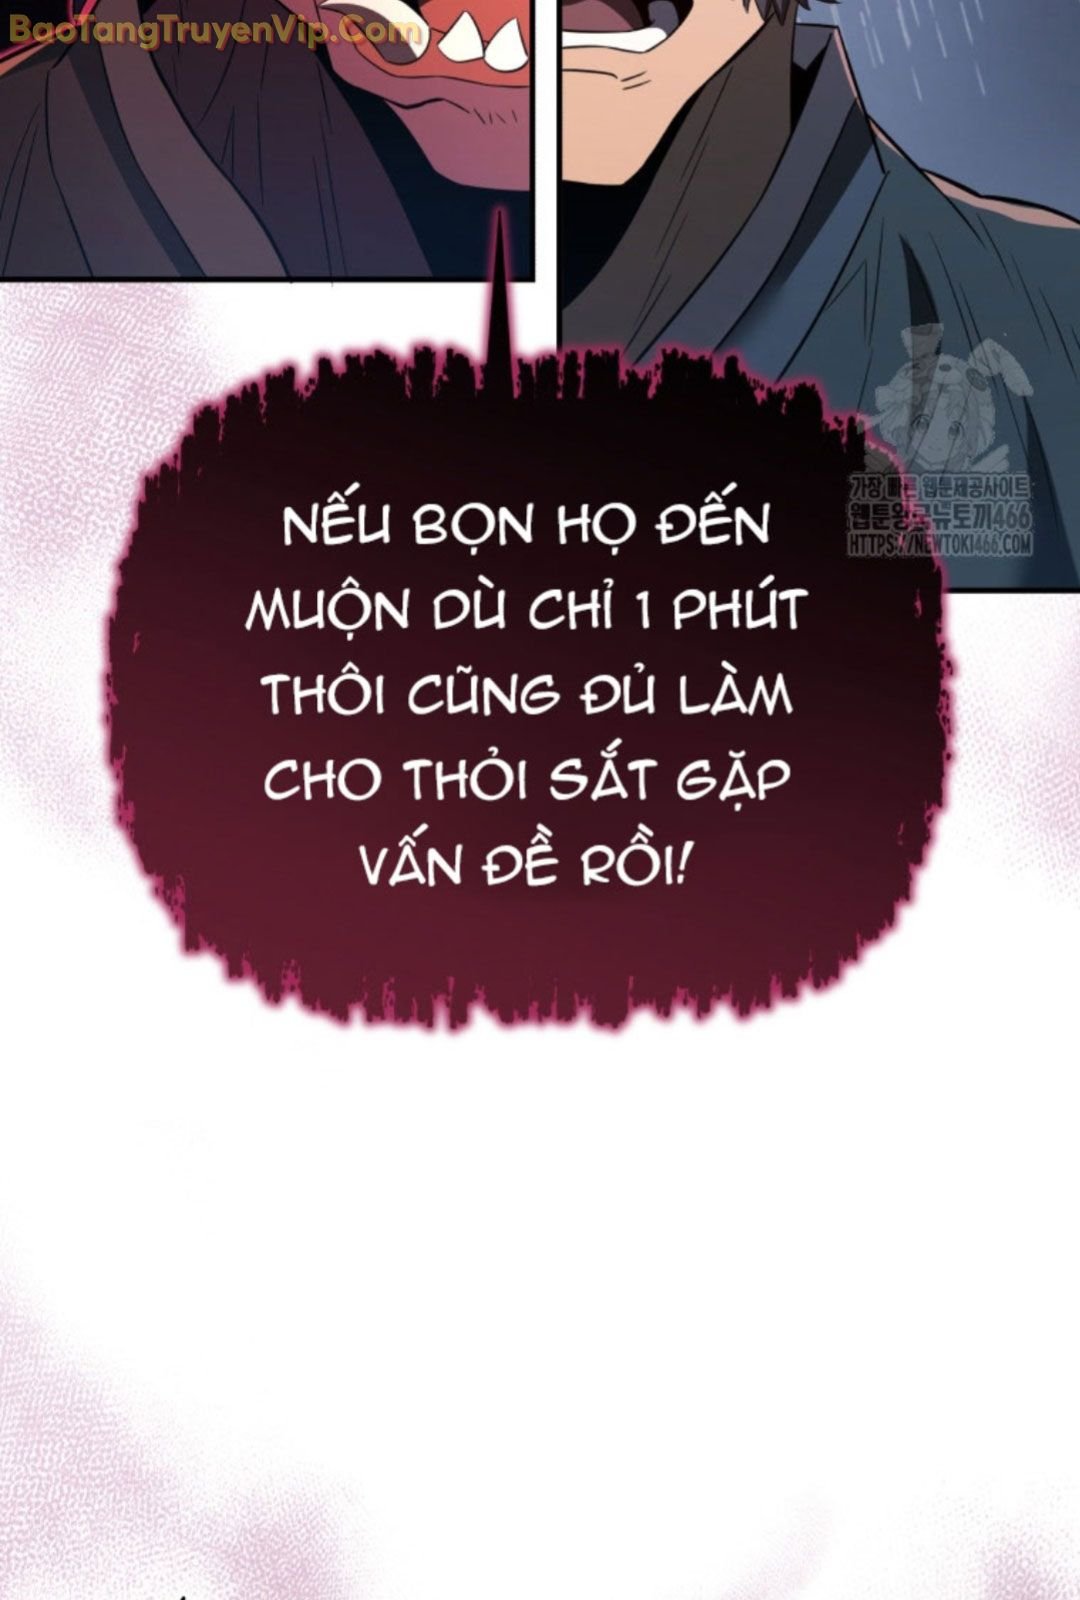 BaoTangTruyenVip.Com
가장 빠른 웹툰제공사이트
웹툰왕국뉴토끼466
HTTPS://NEWTOKI466.COM
NẾU BỌN HỌ ĐẾN
MUỘN DÙ CHỈ 1 PHÚT
THÔI CŨNG ĐỦ LÀM
CHO THỎI SẮT GẶP
VẤN ĐỀ RỒI!